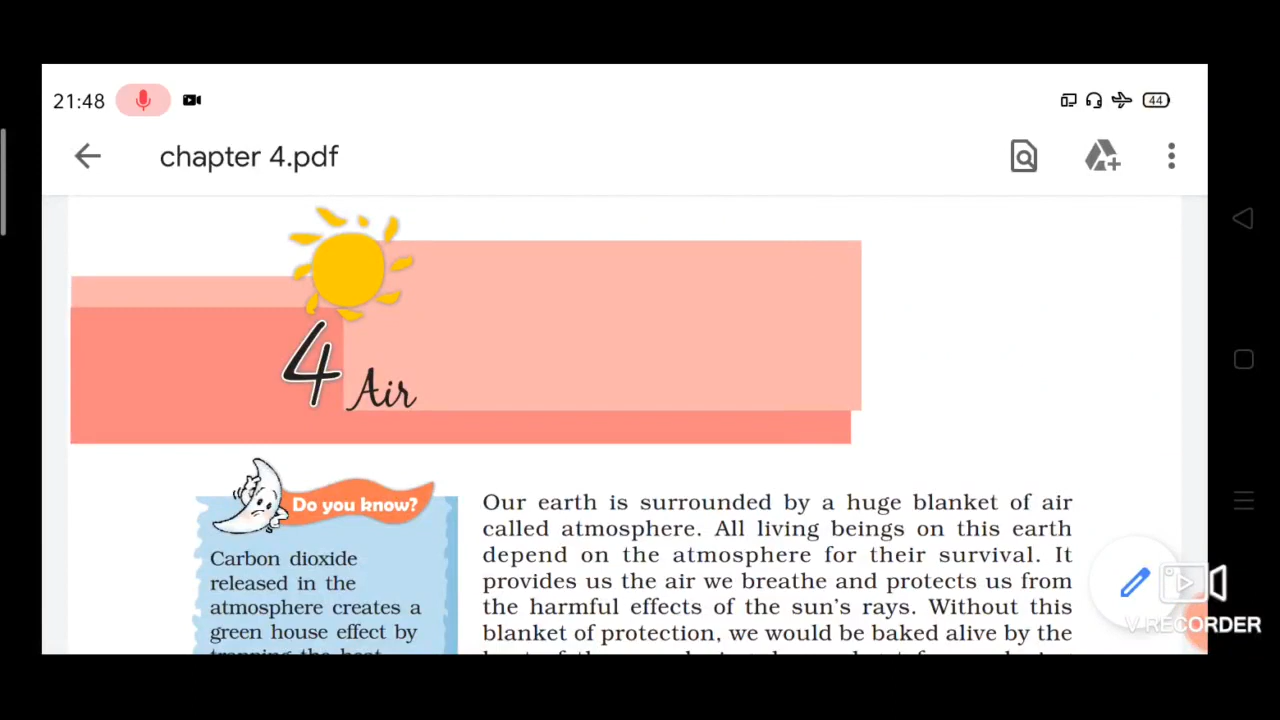 21:48
44
chapter 4.pdf
4 Air
Do you know?
Carbon dioxide
released in the
atmosphere creates a
green house effect by
trapping the heat
Our earth is surrounded by a huge blanket of air
called atmosphere. All living beings on this earth
depend on the atmosphere for their survival. It
provides us the air we breathe and protects us from
the harmful effects of the sun's rays. Without this
blanket of protection, we would be baked alive by the
V RECORDER